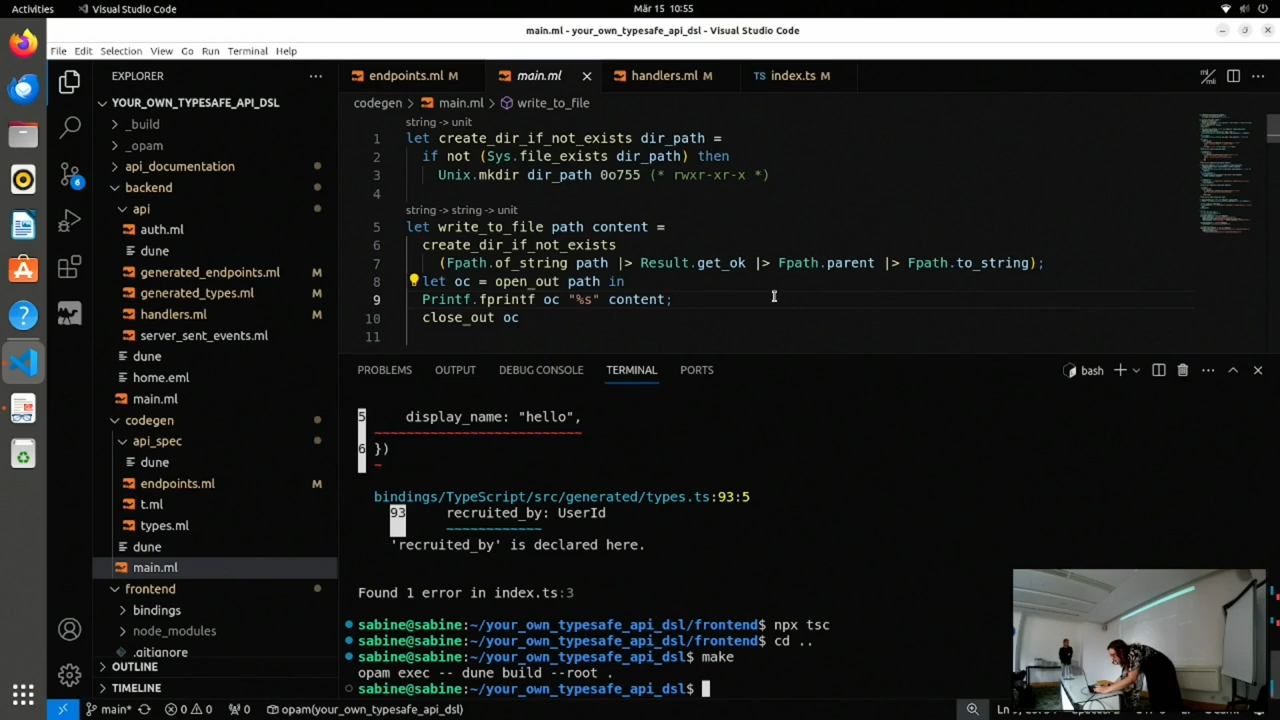 Activities Visual Studio Code Mär 15 10:55
main.ml - your_own_typesafe_api_dsl - Visual Studio Code
File Edit Selection View Go Run Terminal Help
EXPLORER
YOUR_OWN_TYPESAFE_API_DSL
_build
_opam
api_documentation
backend
api
auth.ml
dune
generated_endpoints.ml M
generated_types.ml M
handlers.ml M
server_sent_events.ml
dune
home.eml
main.ml
codegen
api_spec
dune
endpoints.ml M
t.ml
types.ml
dune
main.ml
frontend
bindings
node_modules
.gitignore
OUTLINE
TIMELINE
6
endpoints.ml M main.ml handlers.ml M TS index.ts M
codegen > main.ml > write_to_file
string -> unit
1 let create_dir_if_not_exists dir_path =
2 if not (Sys.file_exists dir_path) then
3 Unix.mkdir dir_path 0o755 (* rwxr-xr-x *)
4
string -> string -> unit
5 let write_to_file path content =
6 create_dir_if_not_exists
7 (Fpath.of_string path |> Result.get_ok |> Fpath.parent |> Fpath.to_string);
8 let oc = open_out path in
9 Printf.fprintf oc "%s" content;
10 close_out oc
11
PROBLEMS OUTPUT DEBUG CONSOLE TERMINAL PORTS
bash
5 display_name: "hello",
~~~~~~~~~~~~~~~~~~~~~~~~~~
6 })
~
bindings/TypeScript/src/generated/types.ts:93:5
93 recruited_by: UserId
~~~~~~~~~~~~
'recruited_by' is declared here.
Found 1 error in index.ts:3
sabine@sabine:~/your_own_typesafe_api_dsl/frontend$ npx tsc
sabine@sabine:~/your_own_typesafe_api_dsl/frontend$ cd ..
sabine@sabine:~/your_own_typesafe_api_dsl$ make
opam exec -- dune build --root .
sabine@sabine:~/your_own_typesafe_api_dsl$
main* 0 0 0 opam(your_own_typesafe_api_dsl)